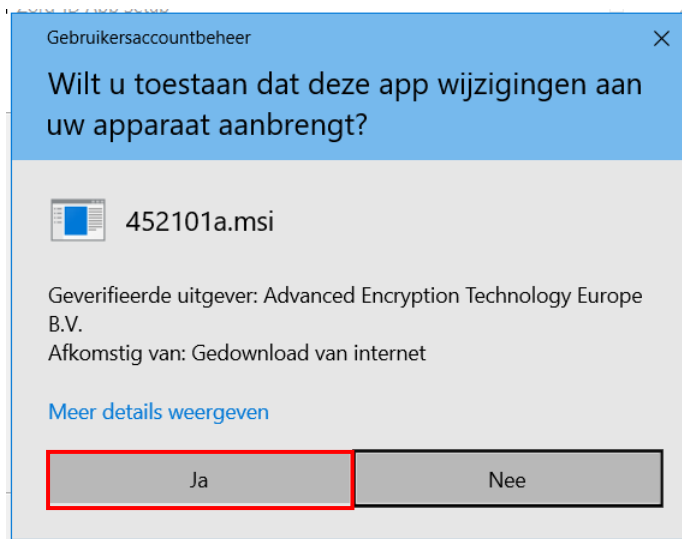 Gebruikersaccountbeheer
Wilt u toestaan dat deze app wijzigingen aan
uw apparaat aanbrengt?
452101a.msi
Geverifieerde uitgever: Advanced Encryption Technology Europe
B.V.
Afkomstig van: Gedownload van internet
Meer details weergeven
Ja
Nee